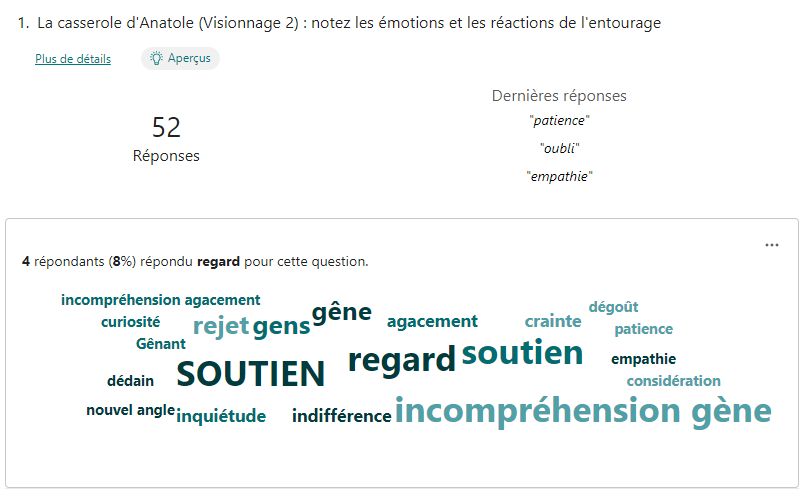 1. La casserole d'Anatole (Visionnage 2) : notez les émotions et les réactions de l'entourage
Plus de détails
Aperçus
52
Réponses
Dernières réponses
"patience"
"oubli"
"empathie"
...
4 répondants (8%) répondu regard pour cette question.
incompréhension agacement
curiosité
Gênant
rejet
gens
gêne
agacement
crainte
dégoût
patience
dédain
SOUTIEN
regard
soutien
empathie
considération
nouvel angle
inquiétude
indifférence
incompréhension gène